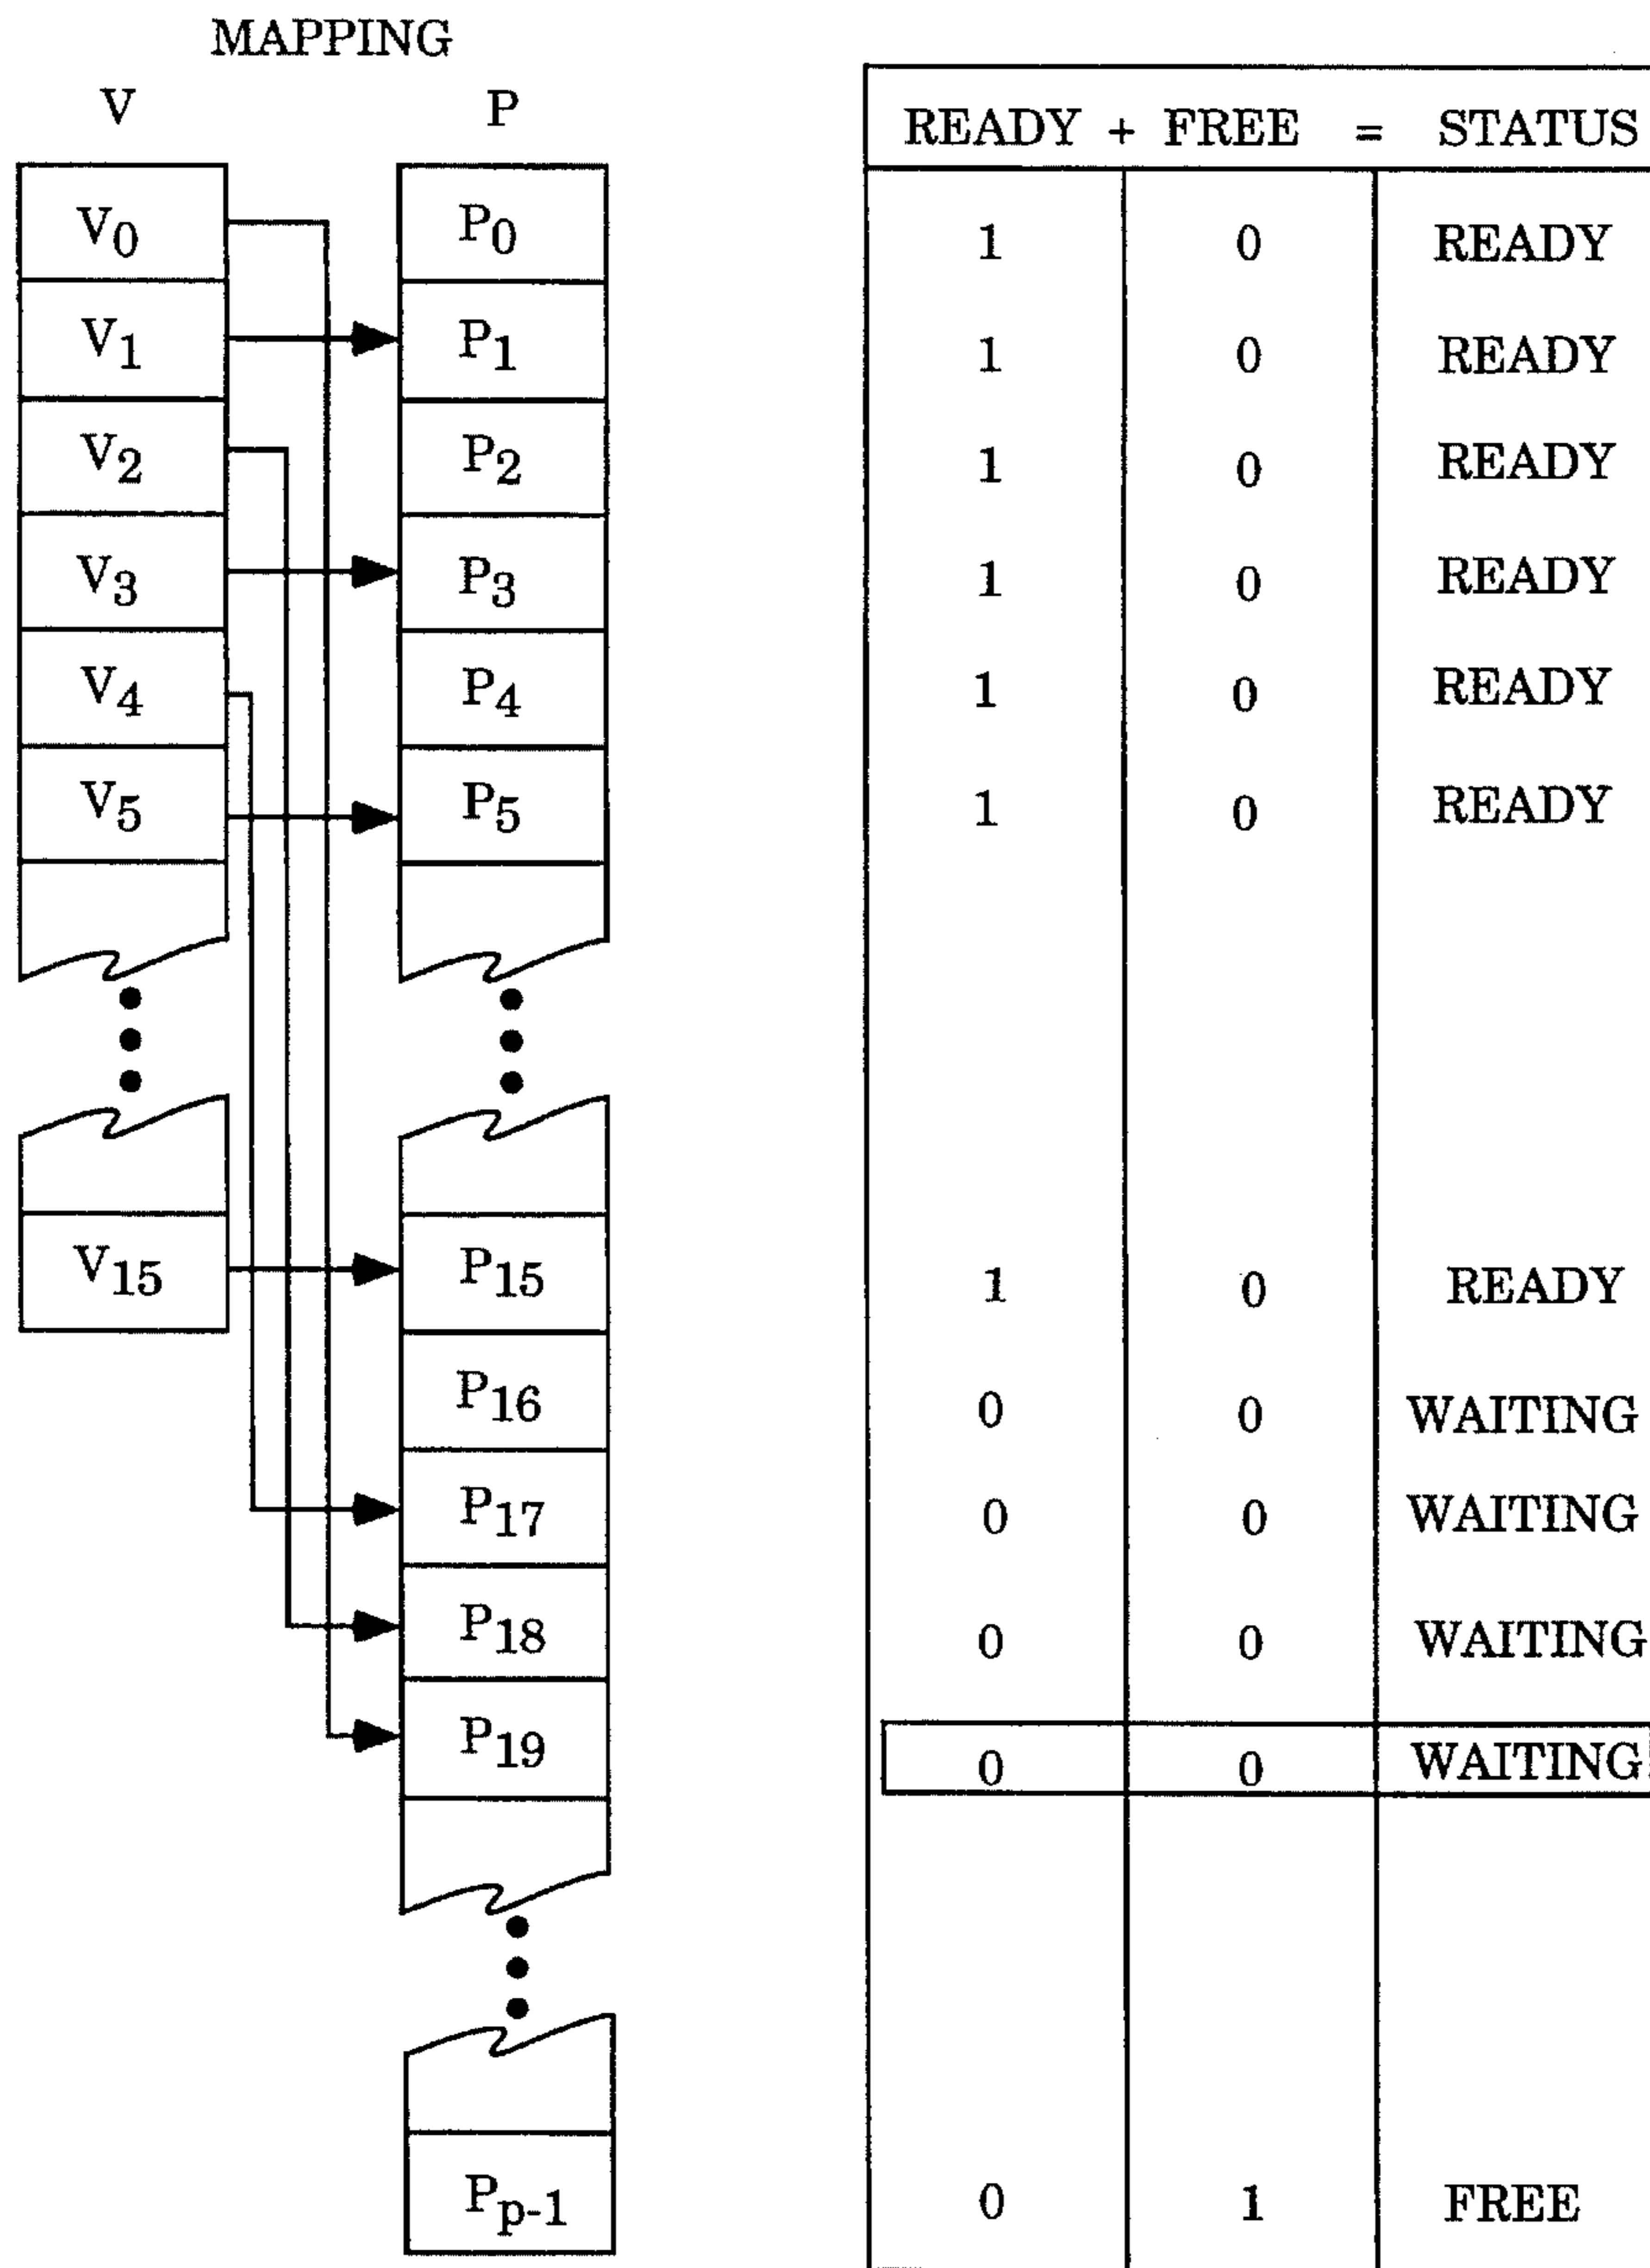 MAPPING
V P
READY + FREE = STATUS
V0 P0 1 0 READY
V1 P1 1 0 READY
V2 P2 1 0 READY
V3 P3 1 0 READY
V4 P4 1 0 READY
V5 P5 1 0 READY
V15 P15 1 0 READY
P16 0 0 WAITING
P17 0 0 WAITING
P18 0 0 WAITING
P19 0 0 WAITING
Pp-1 0 1 FREE